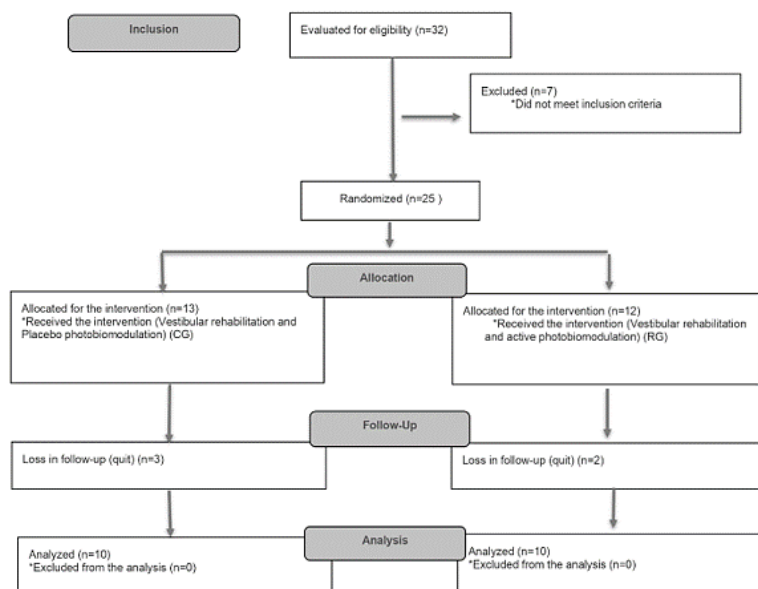 Inclusion
Evaluated for eligibility (n=32)
Excluded (n=7)
*Did not meet inclusion criteria
Randomized (n=25 )
Allocation
Allocated for the intervention (n=13)
*Received the intervention (Vestibular rehabilitation and
Placebo photobiomodulation) (CG)
Allocated for the intervention (n=12)
*Received the intervention (Vestibular rehabilitation
and active photobiomodulation) (RG)
Follow-Up
Loss in follow-up (quit) (n=3)
Loss in follow-up (quit) (n=2)
Analysis
Analyzed (n=10)
*Excluded from the analysis (n=0)
Analyzed (n=10)
*Excluded from the analysis (n=0)